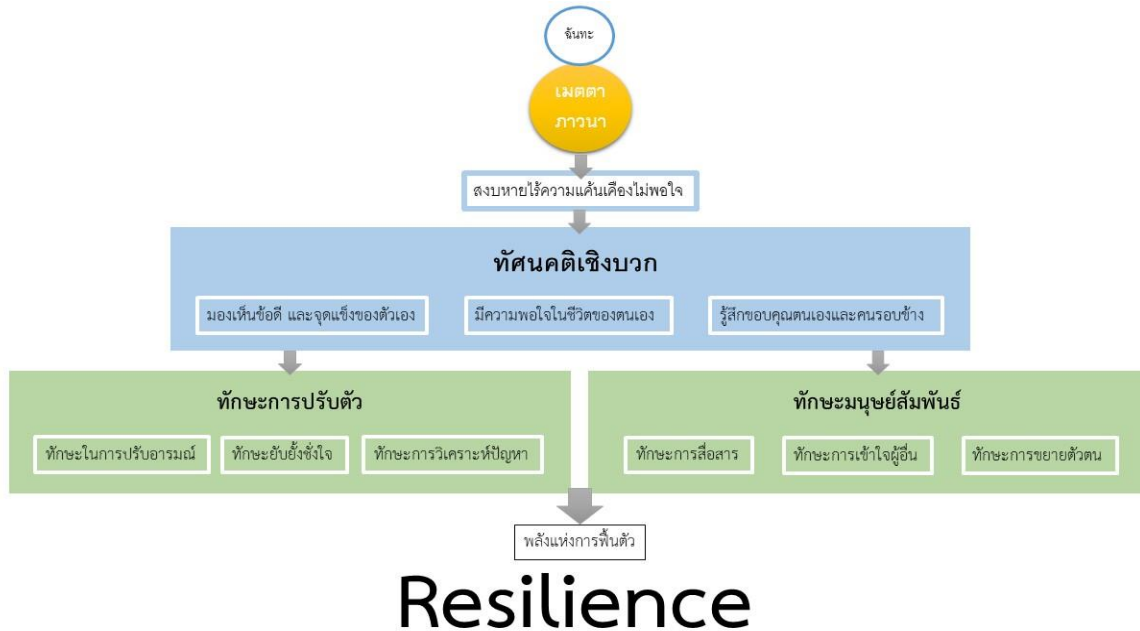 ฉันทะ
เมตตา
ภาวนา
สงบหายไร้ความแค้นเคืองไม่พอใจ
ทัศนคติเชิงบวก
มองเห็นข้อดี และจุดแข็งของตัวเอง
มีความพอใจในชีวิตของตนเอง
รู้สึกขอบคุณตนเองและคนรอบข้าง
ทักษะการปรับตัว
ทักษะในการปรับอารมณ์
ทักษะยับยั้งชั่งใจ
ทักษะการวิเคราะห์ปัญหา
ทักษะมนุษย์สัมพันธ์
ทักษะการสื่อสาร
ทักษะการเข้าใจผู้อื่น
ทักษะการขยายตัวตน
พลังแห่งการฟื้นตัว
Resilience